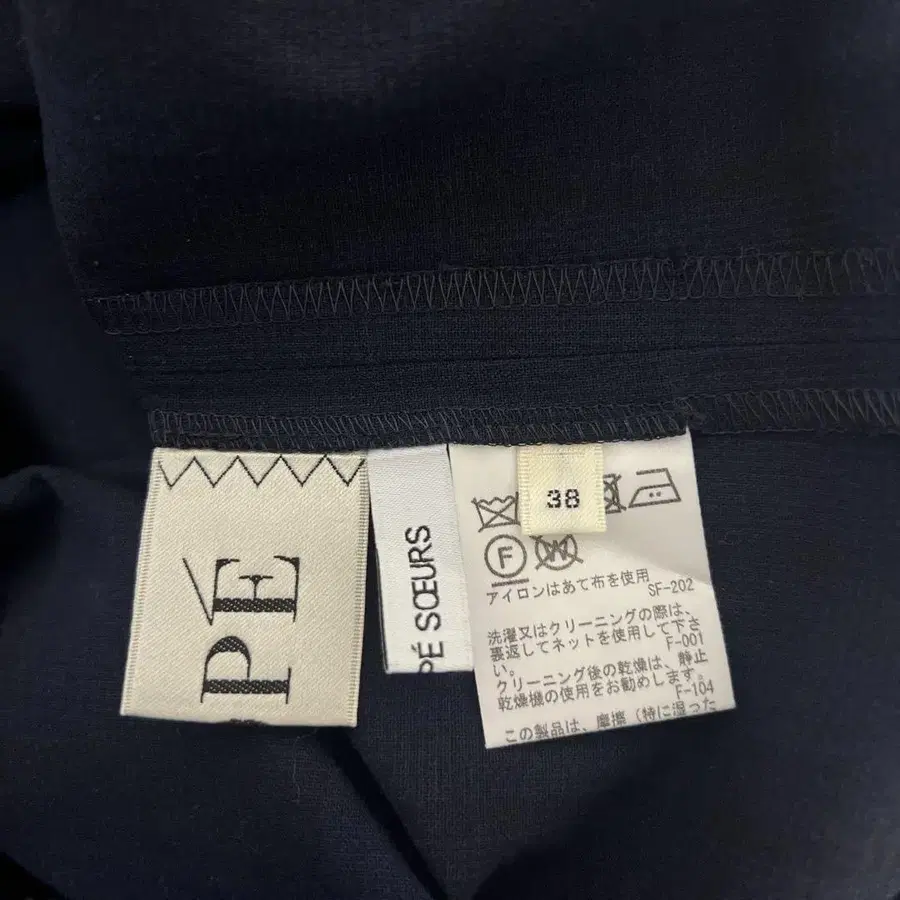 PÉ
PÉ SŒURS
38
F
W
アイロンはあて布を使用
SF-202
洗濯又はクリーニングの際は、
裏返してネットを使用して下さ
い。
F-001
クリーニング後の乾燥は、静止
乾燥機の使用をお勧めします。
F-104
この製品は、摩擦（特に湿った